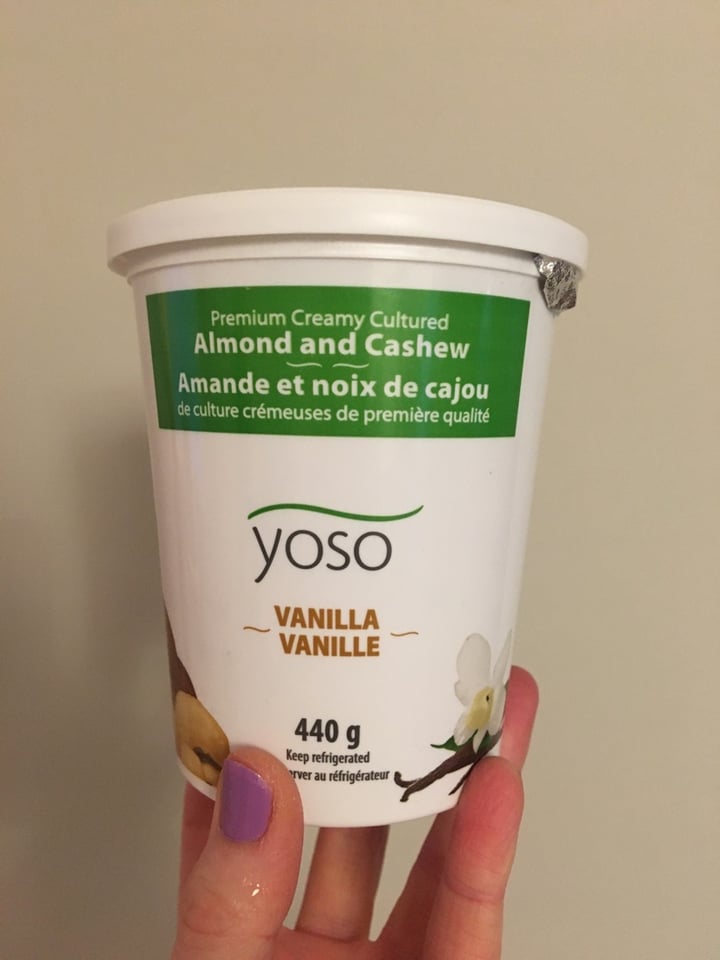 Premium Creamy Cultured
Almond and Cashew
Amande et noix de cajou
de culture crémeuses de première qualité
yoso
VANILLA
VANILLE
440 g
Keep refrigerated
au réfrigérateur